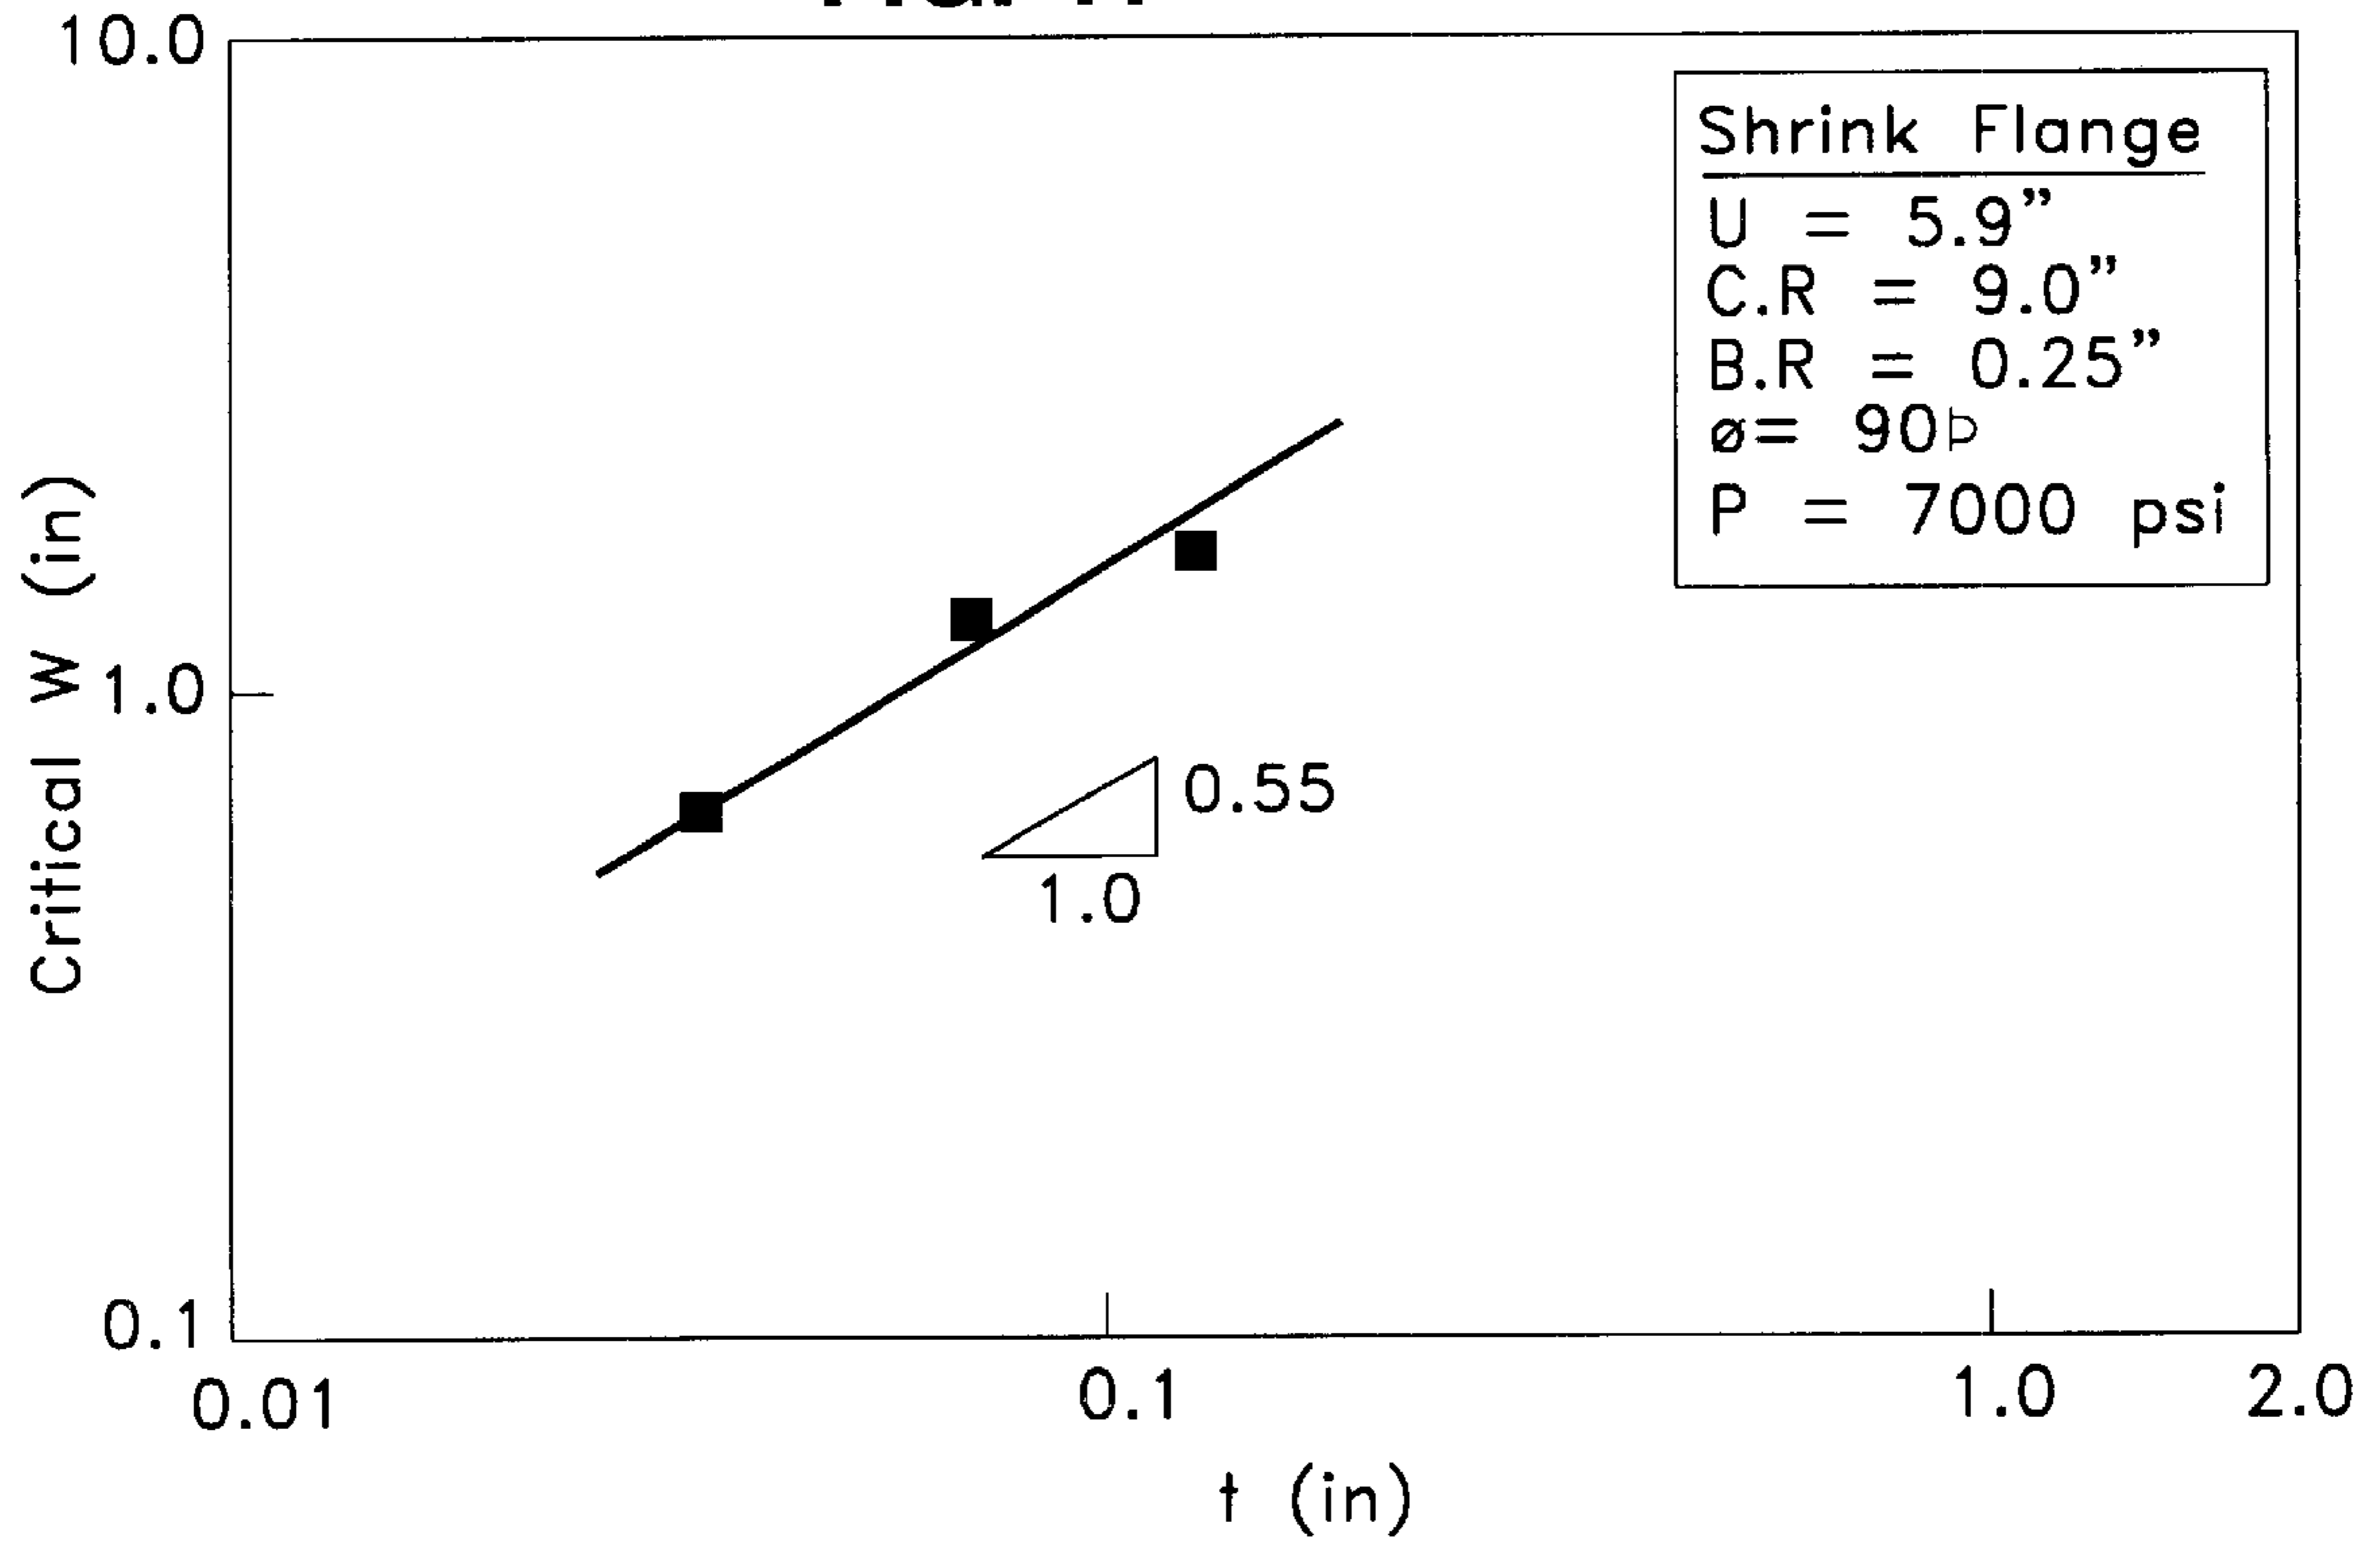 10.0
Shrink Flange
U = 5.9”
C.R = 9.0”
B.R = 0.25”
ø= 90Þ
P = 7000 psi
Critical W (in)
1.0
0.55
1.0
0.1
0.01
0.1
1.0
2.0
t (in)